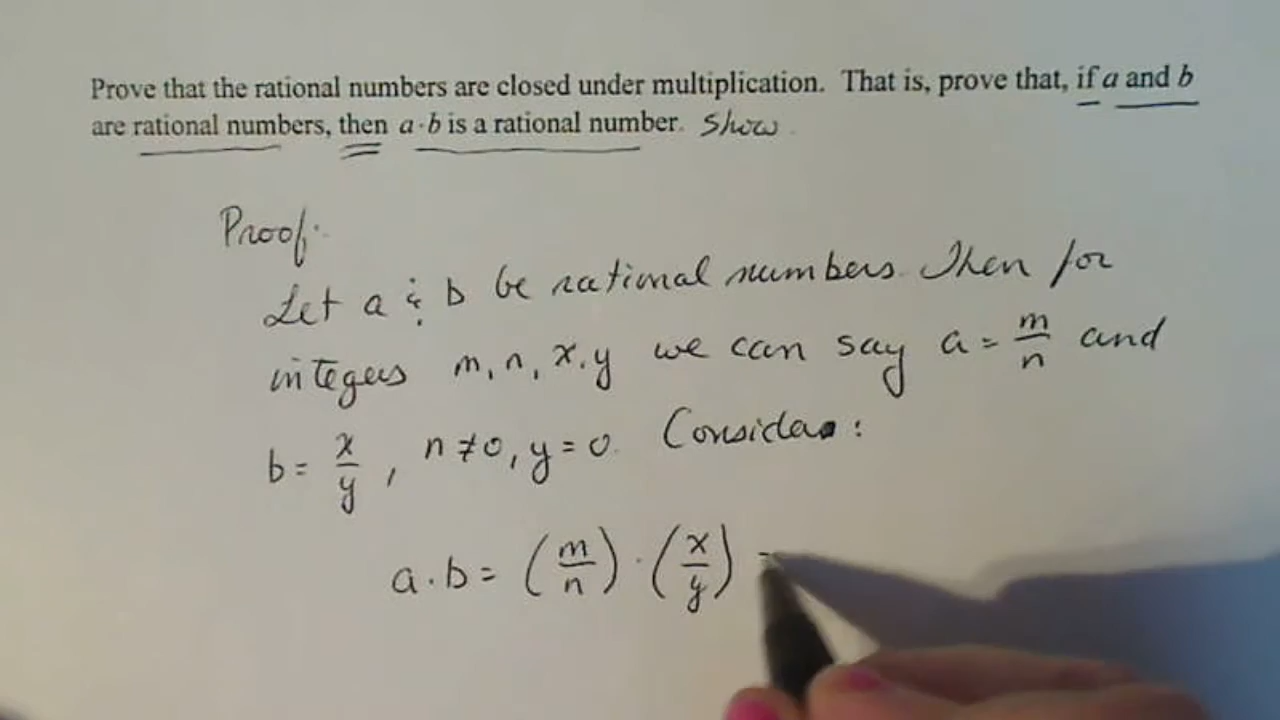 Prove that the rational numbers are closed under multiplication. That is, prove that, if a and b
are rational numbers, then a·b is a rational number. Show
Proof:
Let a & b be rational numbers. Then for
integers m, n, x, y we can say a = m/n and
b = x/y , n≠0, y=0. Consider:
a·b = (m/n)·(x/y) =